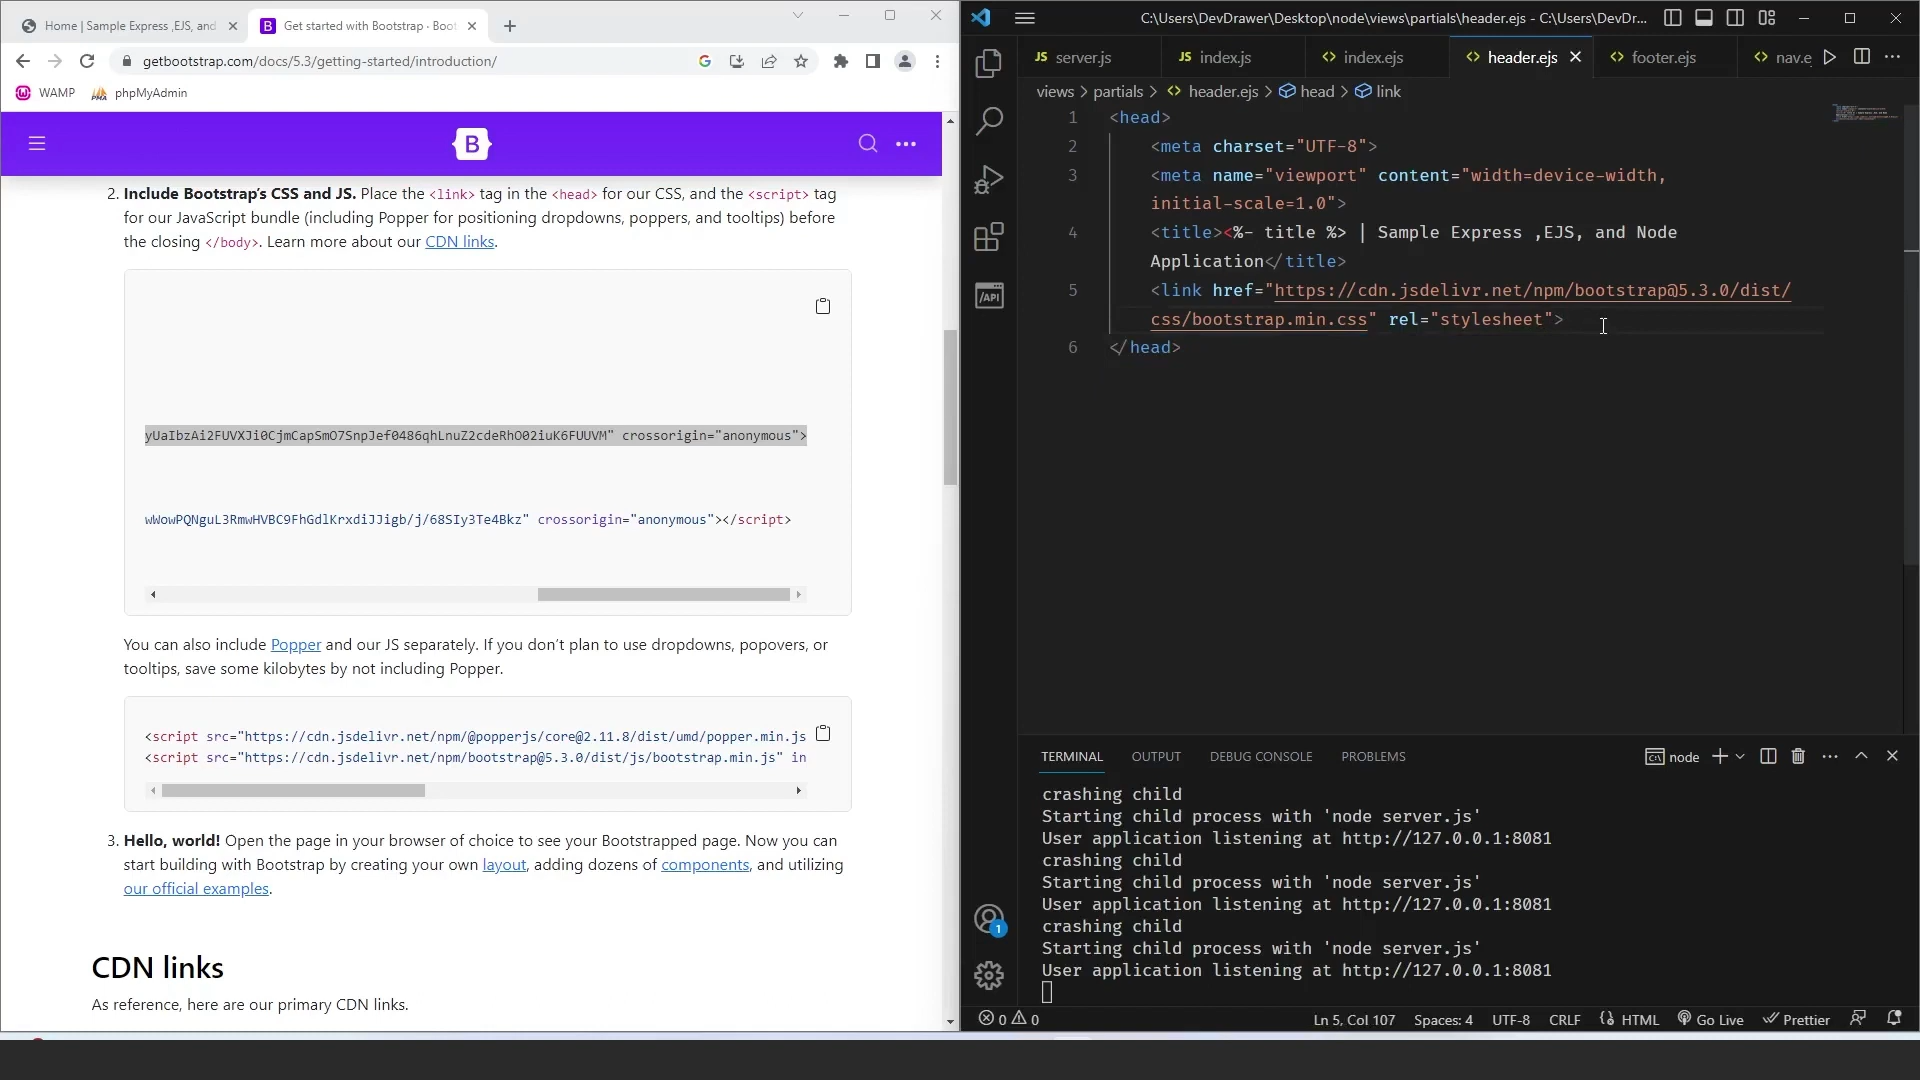 Home | Sample Express ,EJS, and
Get started with Bootstrap · Boot
getbootstrap.com/docs/5.3/getting-started/introduction/
WAMP
phpMyAdmin
B
2. Include Bootstrap's CSS and JS. Place the <link> tag in the <head> for our CSS, and the <script> tag
for our JavaScript bundle (including Popper for positioning dropdowns, poppers, and tooltips) before
the closing </body>. Learn more about our CDN links.
yUaIbzAi2FUVXJi0CjmCapSmO7SnpJef0486qhLnuZ2cdeRhO02iuK6FUUVM" crossorigin="anonymous">
wWowPQNguL3RmwHVBC9FhGdlKrxdiJJigb/j/68SIy3Te4Bkz" crossorigin="anonymous"></script>
You can also include Popper and our JS separately. If you don't plan to use dropdowns, popovers, or
tooltips, save some kilobytes by not including Popper.
<script src="https://cdn.jsdelivr.net/npm/@popperjs/core@2.11.8/dist/umd/popper.min.js
<script src="https://cdn.jsdelivr.net/npm/bootstrap@5.3.0/dist/js/bootstrap.min.js" in
3. Hello, world! Open the page in your browser of choice to see your Bootstrapped page. Now you can
start building with Bootstrap by creating your own layout, adding dozens of components, and utilizing
our official examples.
CDN links
As reference, here are our primary CDN links.
C:\Users\DevDrawer\Desktop\node\views\partials\header.ejs - C:\Users\DevDr...
JS server.js
JS index.js
<> index.ejs
<> header.ejs
<> footer.ejs
<> nav.e
views > partials > <> header.ejs > head > link
1 <head>
2 <meta charset="UTF-8">
3 <meta name="viewport" content="width=device-width,
initial-scale=1.0">
4 <title><%- title %> | Sample Express ,EJS, and Node
Application</title>
5 <link href="https://cdn.jsdelivr.net/npm/bootstrap@5.3.0/dist/
css/bootstrap.min.css" rel="stylesheet">
6 </head>
/API
TERMINAL
OUTPUT
DEBUG CONSOLE
PROBLEMS
node
crashing child
Starting child process with 'node server.js'
User application listening at http://127.0.0.1:8081
crashing child
Starting child process with 'node server.js'
User application listening at http://127.0.0.1:8081
crashing child
Starting child process with 'node server.js'
User application listening at http://127.0.0.1:8081
1
0 0
Ln 5, Col 107
Spaces: 4
UTF-8
CRLF
HTML
Go Live
Prettier